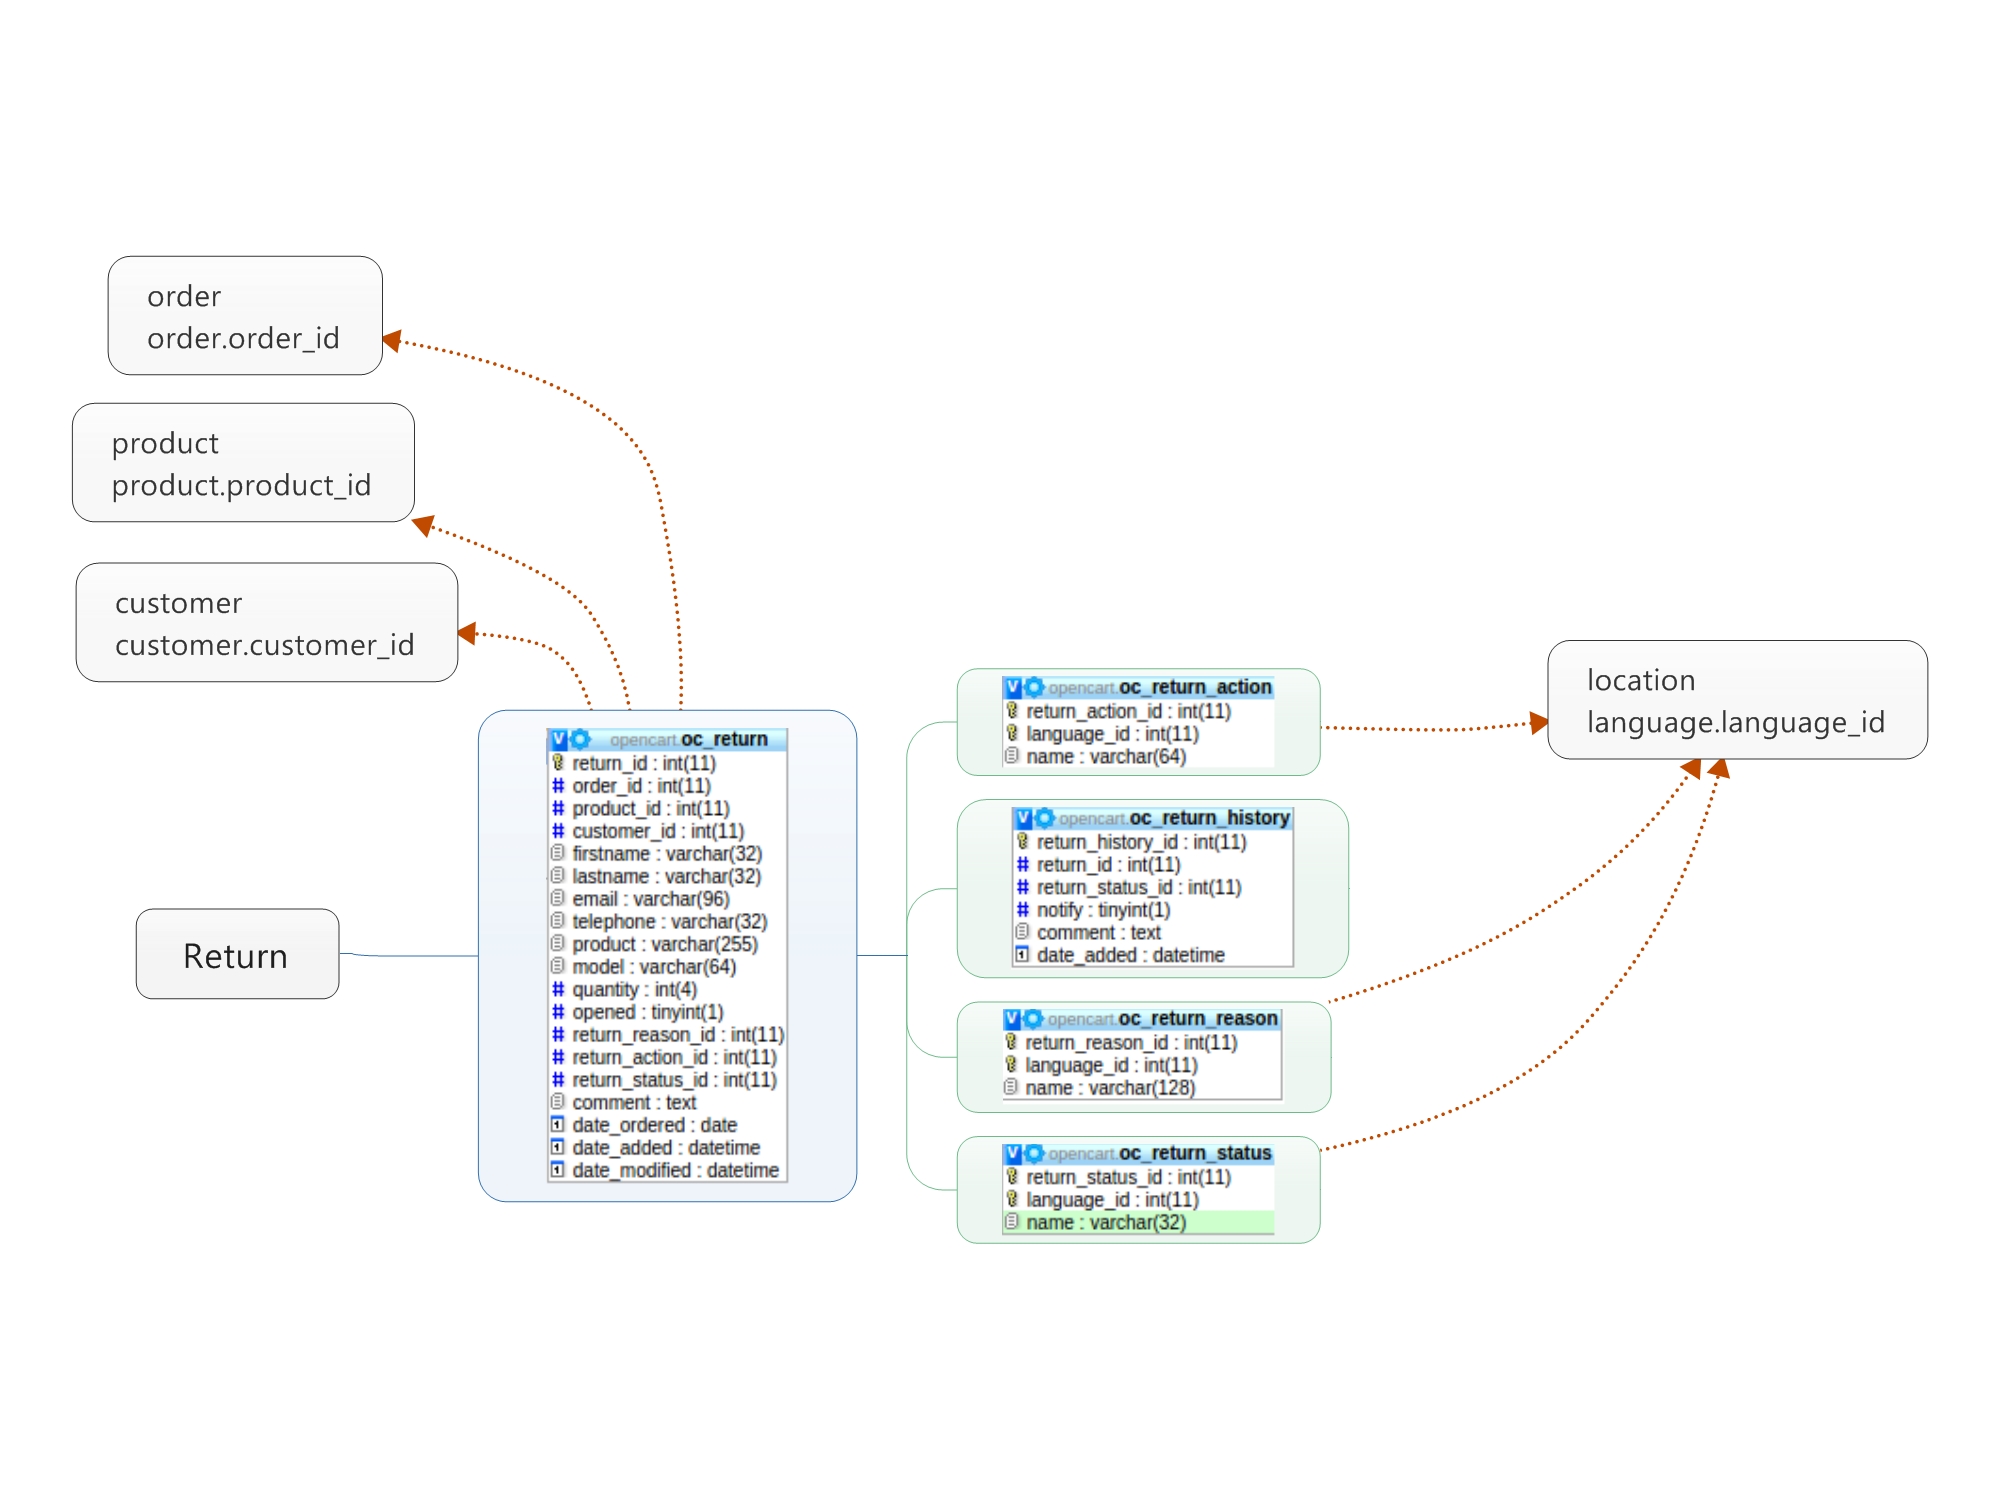 order
order.order_id
product
product.product_id
customer
customer.customer_id
Return
opencart.oc_return
return_id : int(11)
order_id : int(11)
product_id : int(11)
customer_id : int(11)
firstname : varchar(32)
lastname : varchar(32)
email : varchar(96)
telephone : varchar(32)
product : varchar(255)
model : varchar(64)
quantity : int(4)
opened : tinyint(1)
return_reason_id : int(11)
return_action_id : int(11)
return_status_id : int(11)
comment : text
date_ordered : date
date_added : datetime
date_modified : datetime
opencart.oc_return_action
return_action_id : int(11)
language_id : int(11)
name : varchar(64)
opencart.oc_return_history
return_history_id : int(11)
return_id : int(11)
return_status_id : int(11)
notify : tinyint(1)
comment : text
date_added : datetime
opencart.oc_return_reason
return_reason_id : int(11)
language_id : int(11)
name : varchar(128)
opencart.oc_return_status
return_status_id : int(11)
language_id : int(11)
name : varchar(32)
location
language.language_id